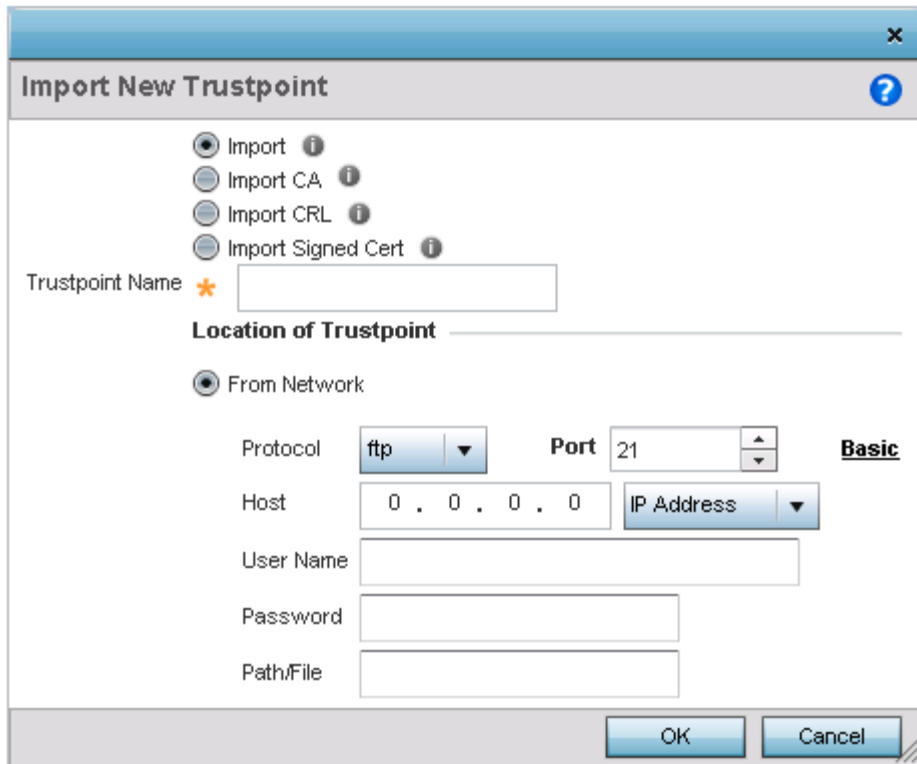 Import New Trustpoint
Import
Import CA
Import CRL
Import Signed Cert
Trustpoint Name *
Location of Trustpoint
From Network
Protocol ftp Port 21 Basic
Host 0 . 0 . 0 . 0 IP Address
User Name
Password
Path/File
OK Cancel